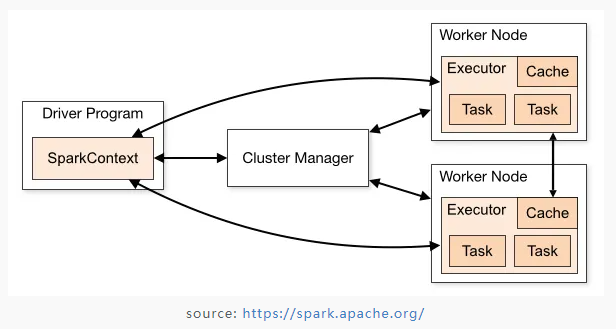 Driver Program
SparkContext
Cluster Manager
Worker Node
Executor
Cache
Task
Task
Worker Node
Executor
Cache
Task
Task
source: https://spark.apache.org/